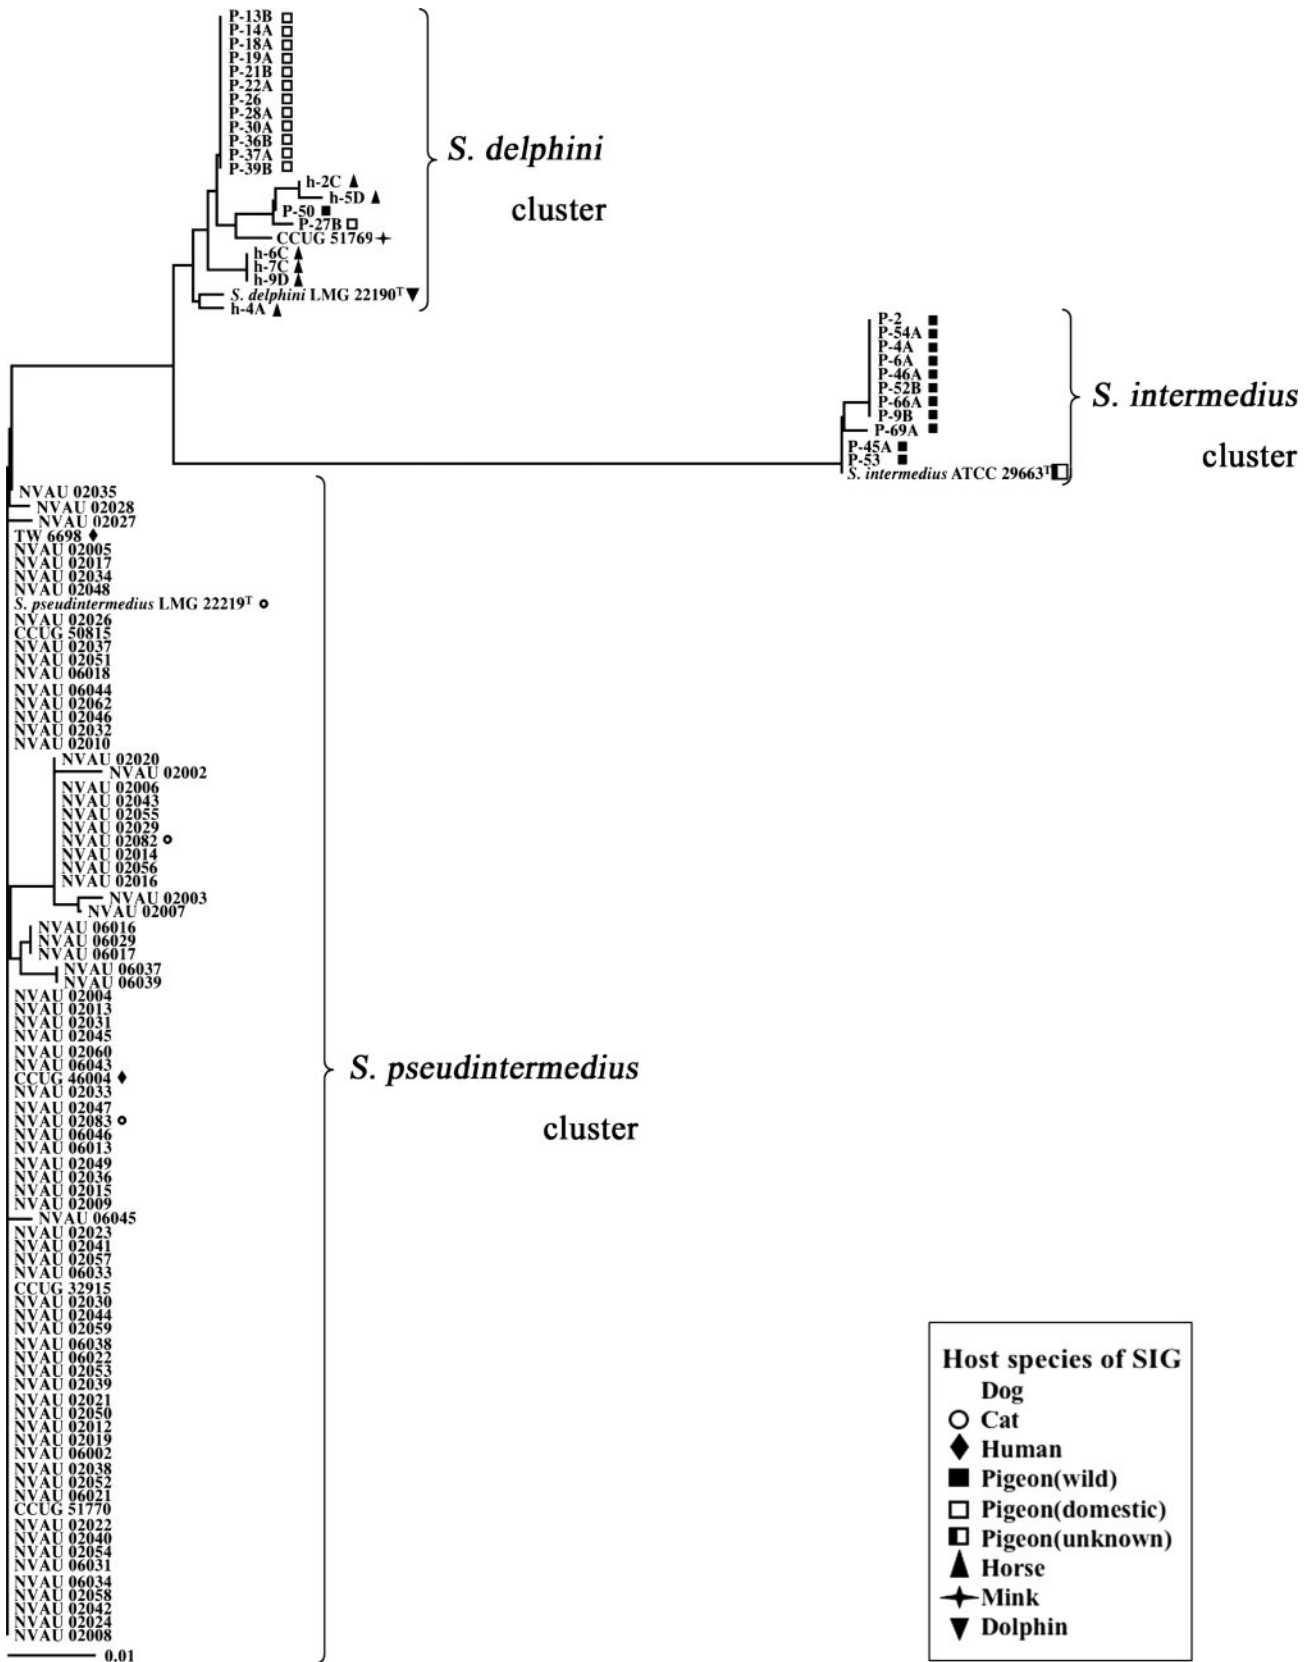 P-13B
P-14A
P-18A
P-19A
P-21B
P-22A
P-26
P-28A
P-30A
P-36B
P-37A
P-39B
h-2C
h-5D
P-50
P-27B
CCUG 51769
h-6C
h-7C
h-9D
S. delphini LMG 22190T
h-4A
S. delphini
cluster
P-2
P-54A
P-4A
P-6A
P-46A
P-52B
P-66A
P-9B
P-69A
P-45A
P-53
S. intermedius ATCC 29663T
S. intermedius
cluster
NVAU 02035
NVAU 02028
NVAU 02027
TW 6698
NVAU 02005
NVAU 02017
NVAU 02034
NVAU 02048
S. pseudintermedius LMG 22219T
NVAU 02026
CCUG 50815
NVAU 02037
NVAU 02051
NVAU 06018
NVAU 06044
NVAU 02062
NVAU 02046
NVAU 02032
NVAU 02010
NVAU 02020
NVAU 02002
NVAU 02006
NVAU 02043
NVAU 02055
NVAU 02029
NVAU 02082
NVAU 02014
NVAU 02056
NVAU 02016
NVAU 02003
NVAU 02007
NVAU 06016
NVAU 06029
NVAU 06017
NVAU 06037
NVAU 06039
NVAU 02004
NVAU 02013
NVAU 02031
NVAU 02045
NVAU 02060
NVAU 06043
CCUG 46004
NVAU 02033
NVAU 02047
NVAU 02083
NVAU 06046
NVAU 06013
NVAU 02049
NVAU 02036
NVAU 02015
NVAU 02009
NVAU 06045
NVAU 02023
NVAU 02041
NVAU 02057
NVAU 06033
CCUG 32915
NVAU 02030
NVAU 02044
NVAU 02059
NVAU 06038
NVAU 06022
NVAU 02053
NVAU 02039
NVAU 02021
NVAU 02050
NVAU 02012
NVAU 02019
NVAU 06002
NVAU 02038
NVAU 02052
NVAU 06021
CCUG 51770
NVAU 02022
NVAU 02040
NVAU 02054
NVAU 06031
NVAU 06034
NVAU 02058
NVAU 02042
NVAU 02024
NVAU 02008
0.01
S. pseudintermedius
cluster
Host species of SIG
Dog
Cat
Human
Pigeon(wild)
Pigeon(domestic)
Pigeon(unknown)
Horse
Mink
Dolphin